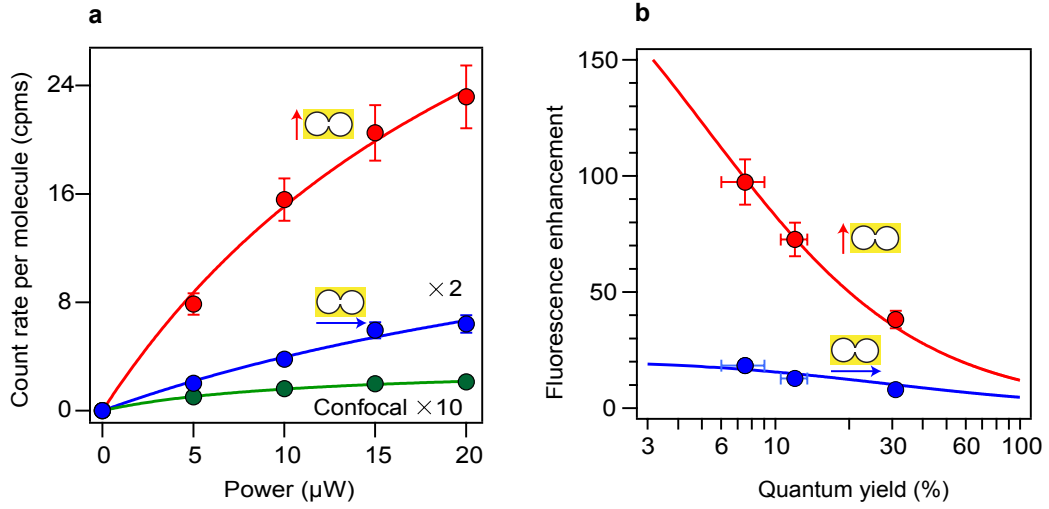 a
Count rate per molecule (cpms)
24
16
8
0
×2
Confocal ×10
0 5 10 15 20
Power (µW)
b
Fluorescence enhancement
150
100
50
0
3 6 10 30 60 100
Quantum yield (%)